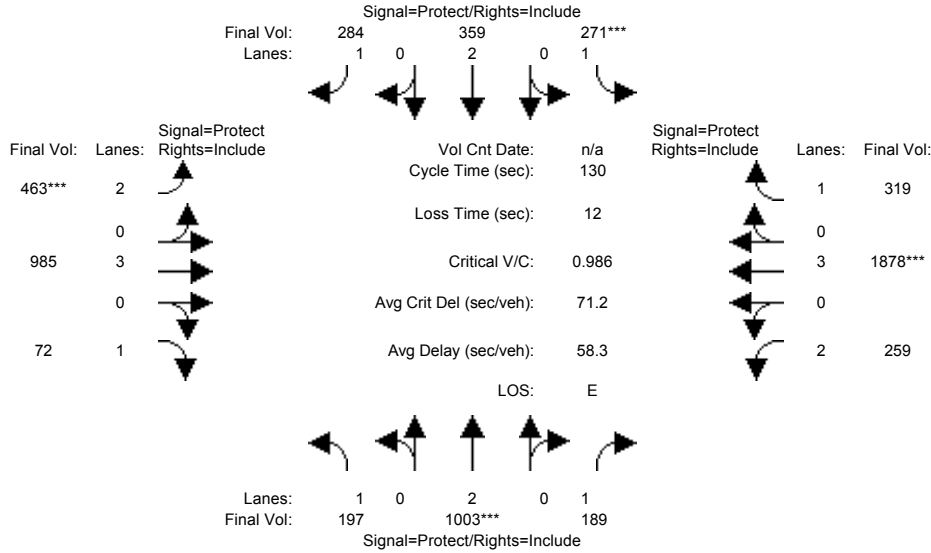 Signal=Protect/Rights=Include
Final Vol: 284 359 271***
Lanes: 1 0 2 0 1
Signal=Protect Signal=Protect
Final Vol: Lanes: Rights=Include Vol Cnt Date: n/a Rights=Include Lanes: Final Vol:
Cycle Time (sec): 130
463*** 2 1 319
Loss Time (sec): 12
0 0
985 3 Critical V/C: 0.986 3 1878***
0 Avg Crit Del (sec/veh): 71.2 0
72 1 Avg Delay (sec/veh): 58.3 2 259
LOS: E
Lanes: 1 0 2 0 1
Final Vol: 197 1003*** 189
Signal=Protect/Rights=Include